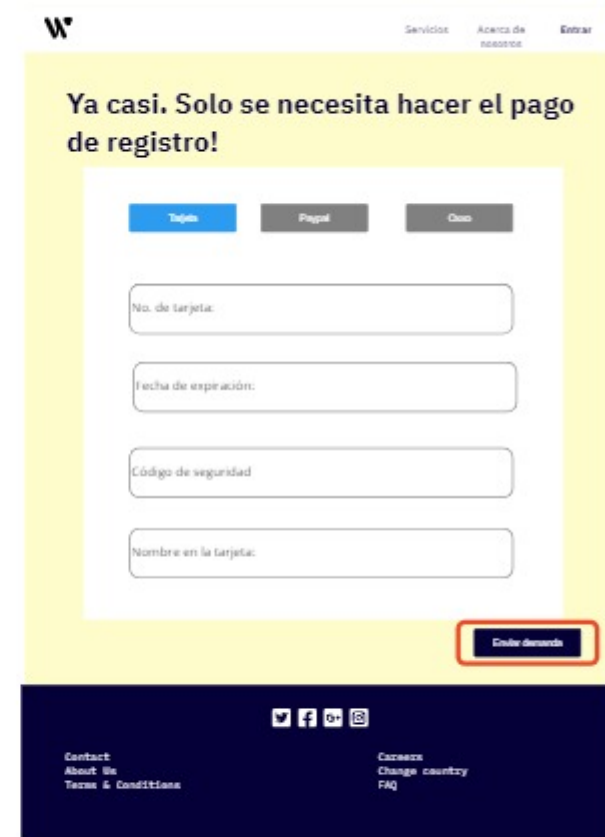 W
Servicios Acerca de Entrar
nosotros
Ya casi. Solo se necesita hacer el pago
de registro!
Tarjeta Paypal Oxxo
No. de tarjeta:
Fecha de expiración:
Código de seguridad
Nombre en la tarjeta:
Enviar demanda
Contact Careers
About Us Change country
Terms & Conditions FAQ